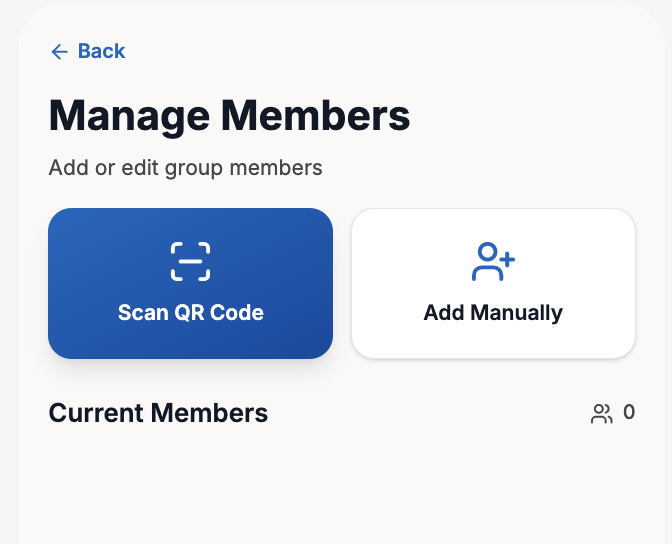 Back
Manage Members
Add or edit group members
Scan QR Code
Add Manually
Current Members
0